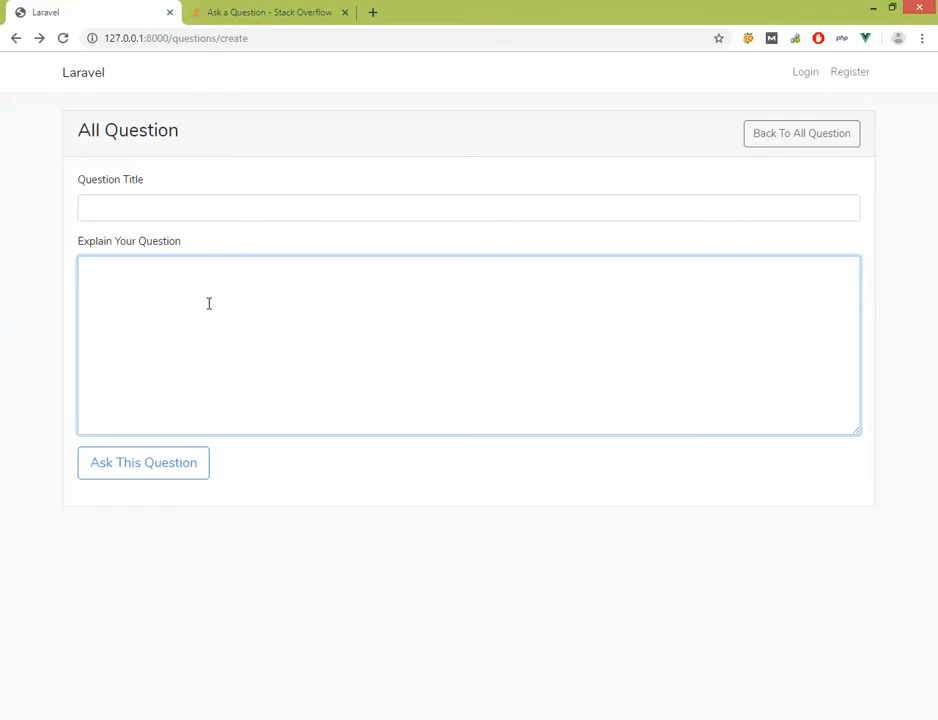 Laravel
Ask a Question - Stack Overflow
127.0.0.1:8000/questions/create
M
php
Laravel
Login Register
All Question
Back To All Question
Question Title
Explain Your Question
Ask This Question